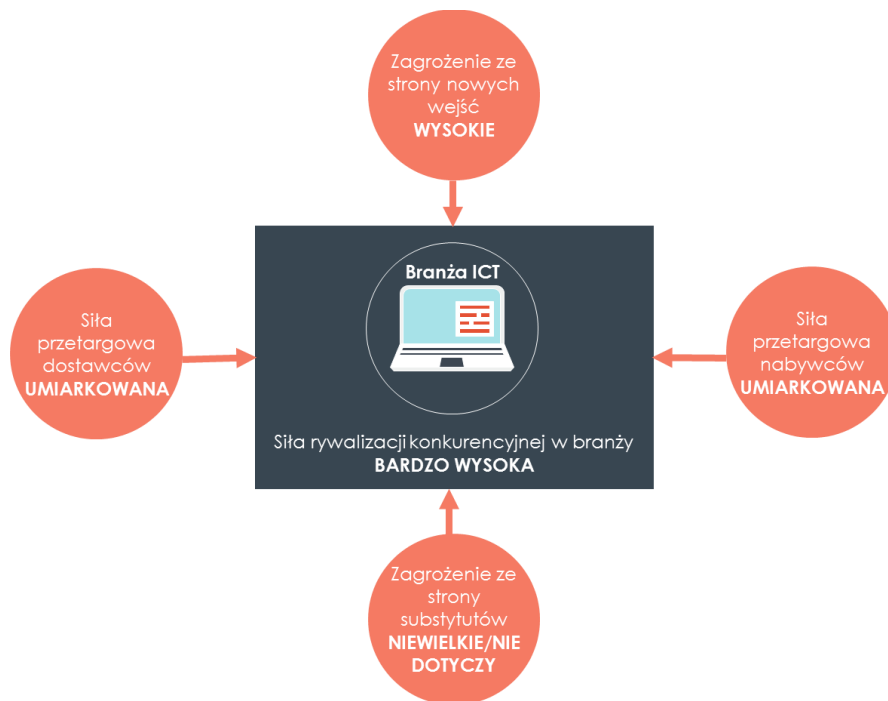 Zagrożenie ze
strony nowych
wejść
WYSOKIE
Branża ICT
Siła
przetargowa
dostawców
UMIARKOWANA
Siła
przetargowa
nabywców
UMIARKOWANA
Siła rywalizacji konkurencyjnej w branży
BARDZO WYSOKA
Zagrożenie ze
strony
substytutów
NIEWIELKIE/NIE
DOTYCZY